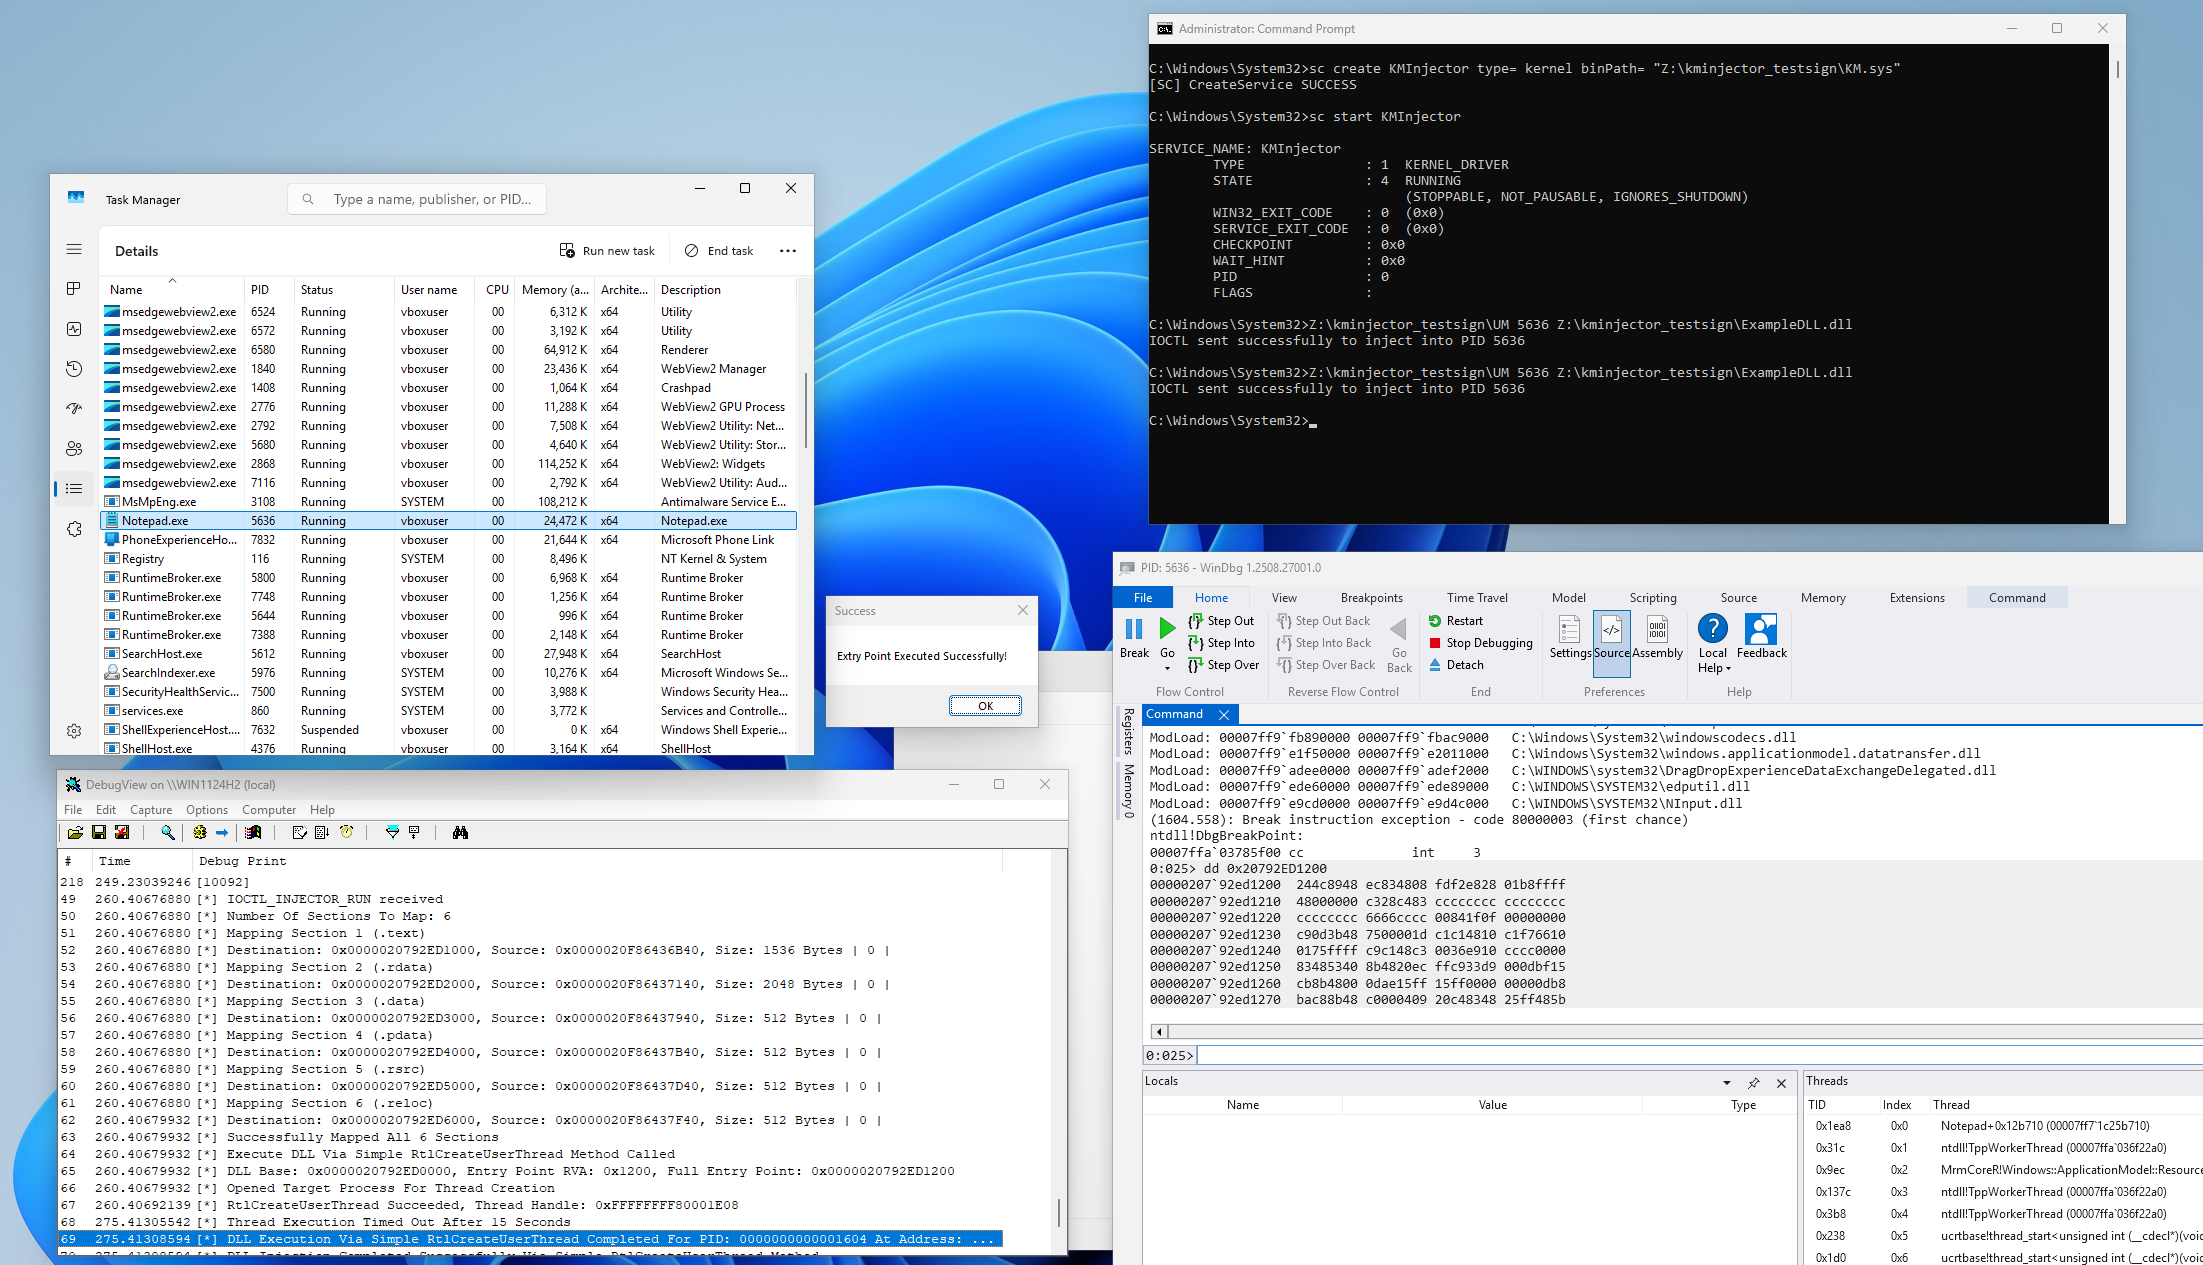 Administrator: Command Prompt
C:\Windows\System32>sc create KMInjector type= kernel binPath= "Z:\kminjector_testsign\KM.sys"
[SC] CreateService SUCCESS
C:\Windows\System32>sc start KMInjector
SERVICE_NAME: KMInjector
TYPE : 1 KERNEL_DRIVER
STATE : 4 RUNNING
(STOPPABLE, NOT_PAUSABLE, IGNORES_SHUTDOWN)
WIN32_EXIT_CODE : 0 (0x0)
SERVICE_EXIT_CODE : 0 (0x0)
CHECKPOINT : 0x0
WAIT_HINT : 0x0
PID : 0
FLAGS :
C:\Windows\System32>Z:\kminjector_testsign\UM 5636 Z:\kminjector_testsign\ExampleDLL.dll
IOCTL sent successfully to inject into PID 5636
C:\Windows\System32>Z:\kminjector_testsign\UM 5636 Z:\kminjector_testsign\ExampleDLL.dll
IOCTL sent successfully to inject into PID 5636
C:\Windows\System32>
Task Manager
Type a name, publisher, or PID...
Details Run new task End task
Name PID Status User name CPU Memory (a... Archite... Description
msedgewebview2.exe 6524 Running vboxuser 00 6,312 K x64 Utility
msedgewebview2.exe 6572 Running vboxuser 00 3,192 K x64 Utility
msedgewebview2.exe 6580 Running vboxuser 00 64,912 K x64 Renderer
msedgewebview2.exe 1840 Running vboxuser 00 23,436 K x64 WebView2 Manager
msedgewebview2.exe 1408 Running vboxuser 00 1,064 K x64 Crashpad
msedgewebview2.exe 2776 Running vboxuser 00 11,288 K x64 WebView2 GPU Process
msedgewebview2.exe 2792 Running vboxuser 00 7,508 K x64 WebView2 Utility: Net...
msedgewebview2.exe 5680 Running vboxuser 00 4,640 K x64 WebView2 Utility: Stor...
msedgewebview2.exe 2868 Running vboxuser 00 114,252 K x64 WebView2: Widgets
msedgewebview2.exe 7116 Running vboxuser 00 2,792 K x64 WebView2 Utility: Aud...
MsMpEng.exe 3108 Running SYSTEM 00 108,212 K Antimalware Service E...
Notepad.exe 5636 Running vboxuser 00 24,472 K x64 Notepad.exe
PhoneExperienceHo... 7832 Running vboxuser 00 21,644 K x64 Microsoft Phone Link
Registry 116 Running SYSTEM 00 8,496 K NT Kernel & System
RuntimeBroker.exe 5800 Running vboxuser 00 6,968 K x64 Runtime Broker
RuntimeBroker.exe 7748 Running vboxuser 00 1,256 K x64 Runtime Broker
RuntimeBroker.exe 5644 Running vboxuser 00 996 K x64 Runtime Broker
RuntimeBroker.exe 7388 Running vboxuser 00 2,148 K x64 Runtime Broker
SearchHost.exe 5612 Running vboxuser 00 27,948 K x64 SearchHost
SearchIndexer.exe 5976 Running SYSTEM 00 10,276 K x64 Microsoft Windows Se...
SecurityHealthServic... 7500 Running SYSTEM 00 3,988 K Windows Security Hea...
services.exe 860 Running SYSTEM 00 3,772 K Services and Controlle...
ShellExperienceHost.... 7632 Suspended vboxuser 00 0 K x64 Windows Shell Experie...
ShellHost.exe 4376 Running vboxuser 00 3,164 K x64 ShellHost
Success
Extry Point Executed Successfully!
OK
PID: 5636 - WinDbg 1.2508.27001.0
File Home View Breakpoints Time Travel Model Scripting Source Memory Extensions Command
Break
Go
Step Out
Step Into
Step Over
Flow Control
Step Out Back
Step Into Back
Step Over Back
Go Back
Reverse Flow Control
Restart
Stop Debugging
Detach
End
Settings Source Assembly
Preferences
Local Help
Feedback
Help
Registers
Memory 0
Command
ModLoad: 00007ff9`fb890000 00007ff9`fbac9000 C:\Windows\System32\windowscodecs.dll
ModLoad: 00007ff9`e1f50000 00007ff9`e2011000 C:\Windows\System32\windows.applicationmodel.datatransfer.dll
ModLoad: 00007ff9`adee0000 00007ff9`adef2000 C:\WINDOWS\system32\DragDropExperienceDataExchangeDelegated.dll
ModLoad: 00007ff9`ede60000 00007ff9`ede89000 C:\WINDOWS\SYSTEM32\edputil.dll
ModLoad: 00007ff9`e9cd0000 00007ff9`e9d4c000 C:\WINDOWS\SYSTEM32\NInput.dll
(1604.558): Break instruction exception - code 80000003 (first chance)
ntdll!DbgBreakPoint:
00007ffa`03785f00 cc int 3
0:025> dd 0x20792ED1200
00000207`92ed1200 244c8948 ec834808 fdf2e828 01b8ffff
00000207`92ed1210 48000000 c328c483 cccccccc cccccccc
00000207`92ed1220 cccccccc 6666cccc 00841f0f 00000000
00000207`92ed1230 c90d3b48 7500001d c1c14810 c1f76610
00000207`92ed1240 0175ffff c9c148c3 0036e910 cccc0000
00000207`92ed1250 83485340 8b4820ec ffc933d9 000dbf15
00000207`92ed1260 cb8b4800 0dae15ff 15ff0000 00000db8
00000207`92ed1270 bac88b48 c0000409 20c48348 25ff485b
0:025>
Locals
Name Value Type
Threads
TID Index Thread
0x1ea8 0x0 Notepad+0x12b710 (00007ff7`1c25b710)
0x31c 0x1 ntdll!TppWorkerThread (00007ffa`036f22a0)
0x9ec 0x2 MrmCoreR!Windows::ApplicationModel::Resource
0x137c 0x3 ntdll!TppWorkerThread (00007ffa`036f22a0)
0x3b8 0x4 ntdll!TppWorkerThread (00007ffa`036f22a0)
0x238 0x5 ucrtbase!thread_start<unsigned int (__cdecl*)(voi
0x1d0 0x6 ucrtbase!thread_start<unsigned int (__cdecl*)(voi
DebugView on \\WIN1124H2 (local)
File Edit Capture Options Computer Help
# Time Debug Print
218 249.23039246 [10092]
49 260.40676880 [*] IOCTL_INJECTOR_RUN received
50 260.40676880 [*] Number Of Sections To Map: 6
51 260.40676880 [*] Mapping Section 1 (.text)
52 260.40676880 [*] Destination: 0x0000020792ED1000, Source: 0x0000020F86436B40, Size: 1536 Bytes | 0 |
53 260.40676880 [*] Mapping Section 2 (.rdata)
54 260.40676880 [*] Destination: 0x0000020792ED2000, Source: 0x0000020F86437140, Size: 2048 Bytes | 0 |
55 260.40676880 [*] Mapping Section 3 (.data)
56 260.40676880 [*] Destination: 0x0000020792ED3000, Source: 0x0000020F86437940, Size: 512 Bytes | 0 |
57 260.40676880 [*] Mapping Section 4 (.pdata)
58 260.40676880 [*] Destination: 0x0000020792ED4000, Source: 0x0000020F86437B40, Size: 512 Bytes | 0 |
59 260.40676880 [*] Mapping Section 5 (.rsrc)
60 260.40676880 [*] Destination: 0x0000020792ED5000, Source: 0x0000020F86437D40, Size: 512 Bytes | 0 |
61 260.40676880 [*] Mapping Section 6 (.reloc)
62 260.40679932 [*] Destination: 0x0000020792ED6000, Source: 0x0000020F86437F40, Size: 512 Bytes | 0 |
63 260.40679932 [*] Successfully Mapped All 6 Sections
64 260.40679932 [*] Execute DLL Via Simple RtlCreateUserThread Method Called
65 260.40679932 [*] DLL Base: 0x0000020792ED0000, Entry Point RVA: 0x1200, Full Entry Point: 0x0000020792ED1200
66 260.40679932 [*] Opened Target Process For Thread Creation
67 260.40692139 [*] RtlCreateUserThread Succeeded, Thread Handle: 0xFFFFFFFF80001E08
68 275.41305542 [*] Thread Execution Timed Out After 15 Seconds
69 275.41308594 [*] DLL Execution Via Simple RtlCreateUserThread Completed For PID: 0000000000001604 At Address: ...
70 275.41308594 [*] DLL Injection Completed Successfully Via Simple RtlCreateUserThread Method